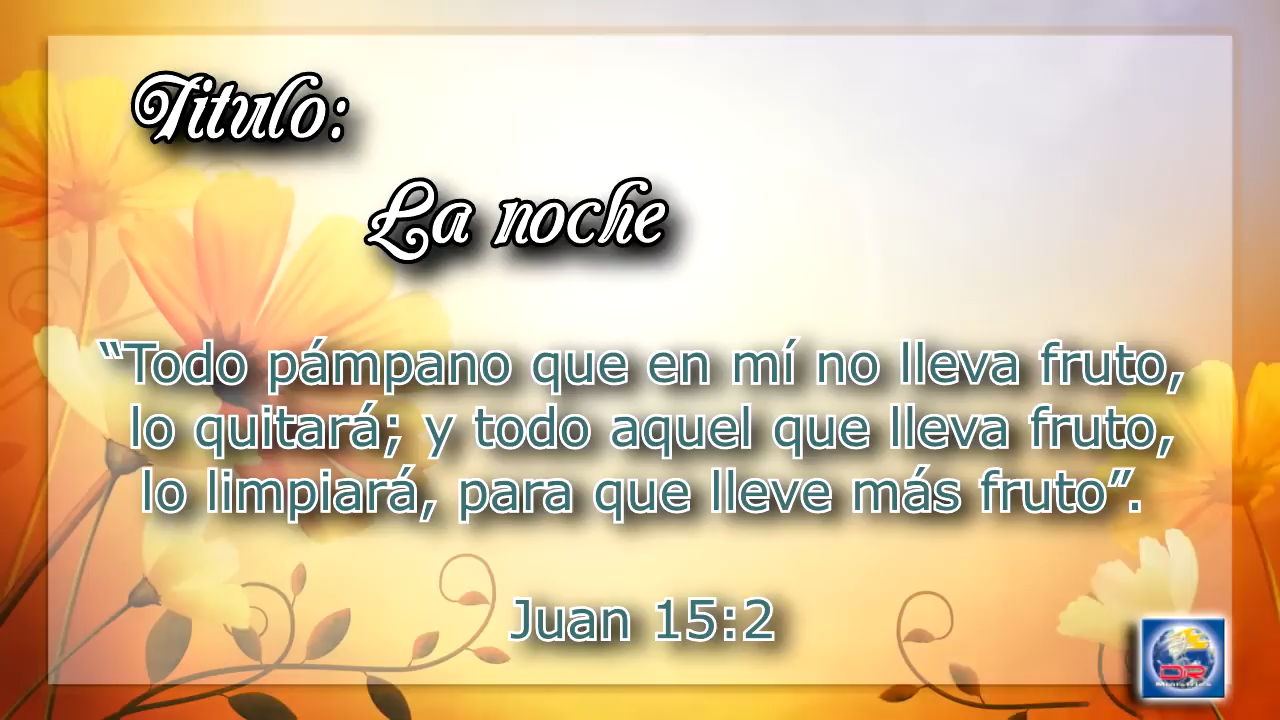 Titulo:
La noche
“Todo pámpano que en mí no lleva fruto,
lo quitará; y todo aquel que lleva fruto,
lo limpiará, para que lleve más fruto”.
Juan 15:2
DR
Ministries